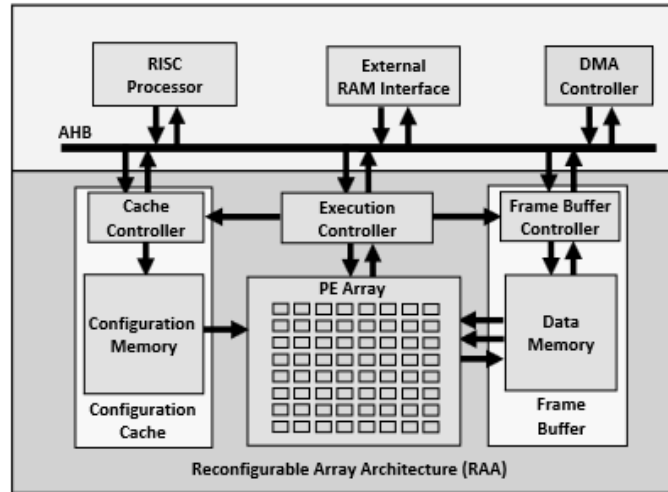 RISC
Processor
External
RAM Interface
DMA
Controller
AHB
Cache
Controller
Execution
Controller
Frame Buffer
Controller
PE Array
Configuration
Memory
Data
Memory
Configuration
Cache
Frame
Buffer
Reconfigurable Array Architecture (RAA)